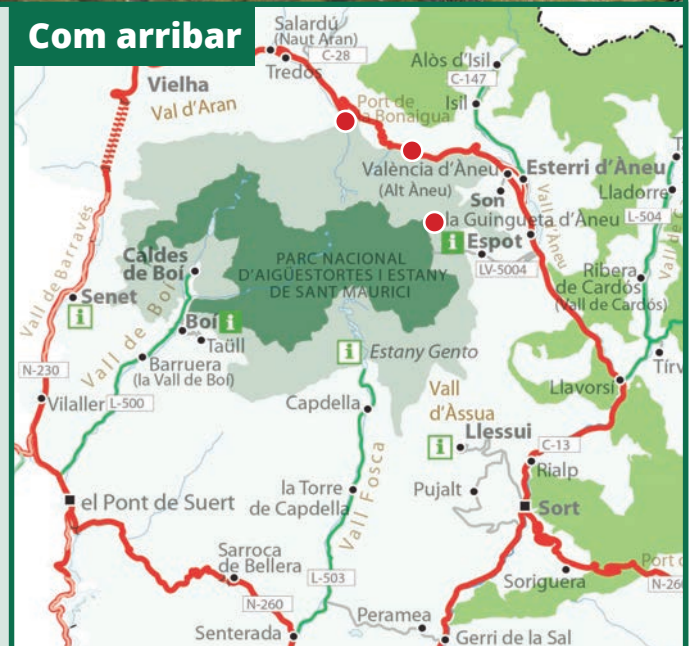 Com arribar
Salardú
(Naut Aran)
C-28
Tredòs
Alòs d'Isil
C-147
Isil
Vielha
Val d'Aran
Port de
la Bonaigua
València d'Àneu
(Alt Àneu)
Esterri d'Àneu
Son
Lladorre
la Guingueta d'Àneu
L-504
Vall d'Àneu
i Espot
LV-5004
Ribera
de Cardós
(Vall de Cardós)
PARC NACIONAL
D'AIGÜESTORTES I ESTANY
DE SANT MAURICI
Caldes
de Boí
Vall de Barravés
Senet
i
Vall de Boí
Boí i
Taüll
Barruera
(la Vall de Boí)
i Estany Gento
N-230
Vilaller
L-500
Capdella
Vall
d'Àssua
Llavorsí
i Llessui
C-13
Rialp
Pujalt
el Pont de Suert
la Torre
de Capdella
Vall Fosca
Sort
Sarroca
de Bellera
L-503
N-260
Soriguera
Peramea
Senterada
Gerri de la Sal